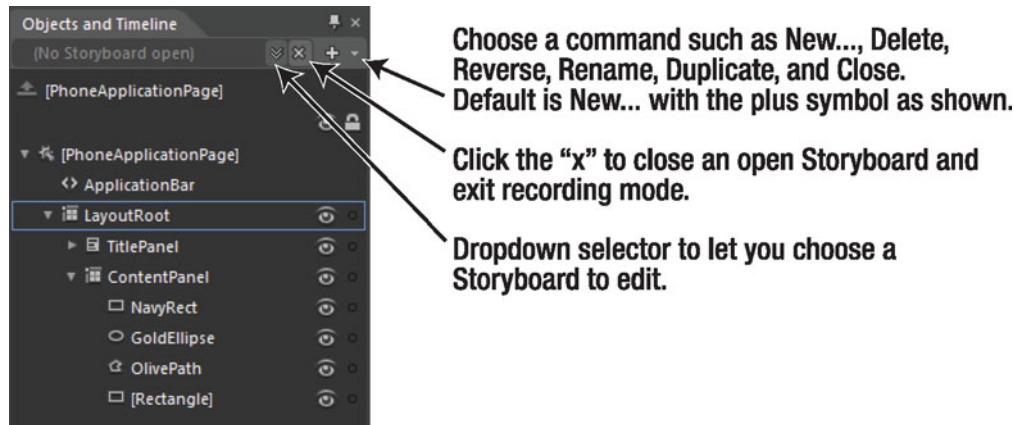 Objects and Timeline
(No Storyboard open)
[PhoneApplicationPage]
[PhoneApplicationPage]
ApplicationBar
LayoutRoot
TitlePanel
ContentPanel
NavyRect
GoldEllipse
OlivePath
[Rectangle]
Choose a command such as New..., Delete,
Reverse, Rename, Duplicate, and Close.
Default is New... with the plus symbol as shown.
Click the “x” to close an open Storyboard and
exit recording mode.
Dropdown selector to let you choose a
Storyboard to edit.